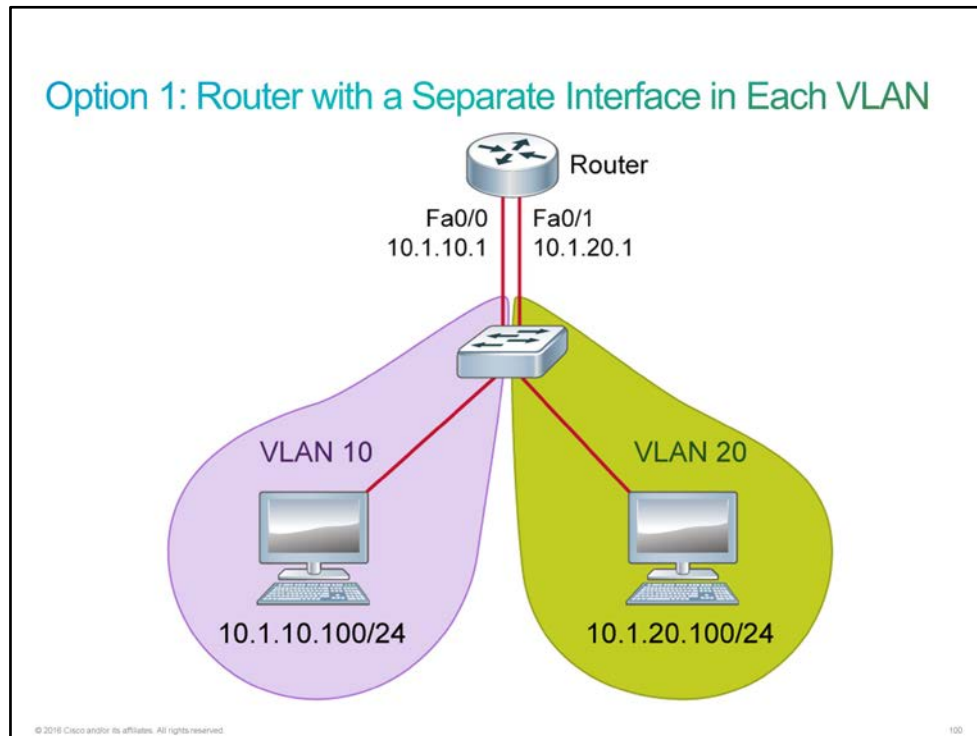 Option 1: Router with a Separate Interface in Each VLAN
Router
Fa0/0
10.1.10.1
Fa0/1
10.1.20.1
VLAN 10
VLAN 20
10.1.10.100/24
10.1.20.100/24
© 2016 Cisco and/or its affiliates. All rights reserved.
100